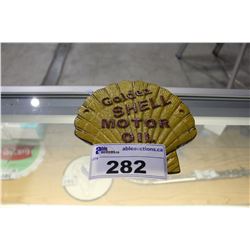 Golden
SHELL
MOTOR
OIL
ableauctions.ca
282